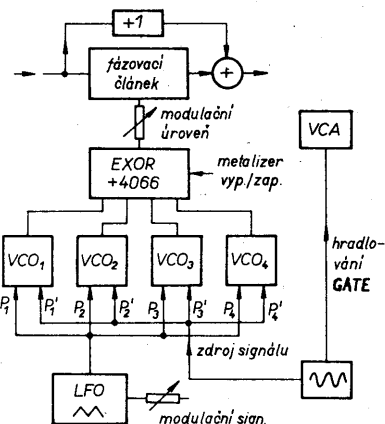 +1
fázovací
článek
+
modulační
úroveň
EXOR
+4066
metalizer
vyp./zap.
VCA
hradlo-
vání
GATE
VCO₁
VCO₂
VCO₃
VCO₄
P₁
P₁'
P₂
P₂'
P₃
P₃'
P₄
P₄'
zdroj signálu
LFO
modulační sign.